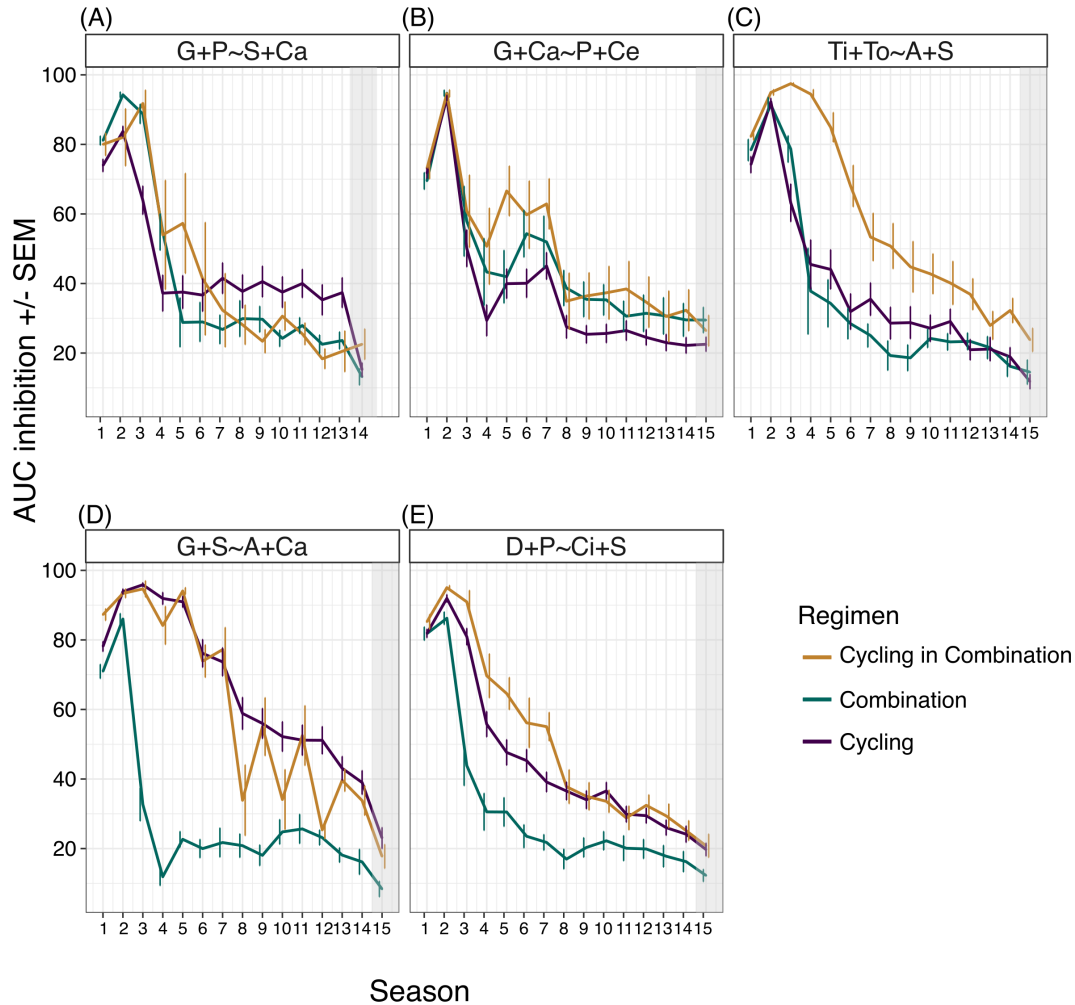 (A)
G+P~S+Ca
(B)
G+Ca~P+Ce
(C)
Ti+To~A+S
100
80
60
40
20
1 2 3 4 5 6 7 8 9 10 11 12 13 14
1 2 3 4 5 6 7 8 9 10 11 12 13 14 15
1 2 3 4 5 6 7 8 9 10 11 12 13 14 15
AUC inhibition +/- SEM
(D)
G+S~A+Ca
(E)
D+P~Ci+S
100
80
60
40
20
1 2 3 4 5 6 7 8 9 10 11 12 13 14 15
1 2 3 4 5 6 7 8 9 10 11 12 13 14 15
Season
Regimen
Cycling in Combination
Combination
Cycling